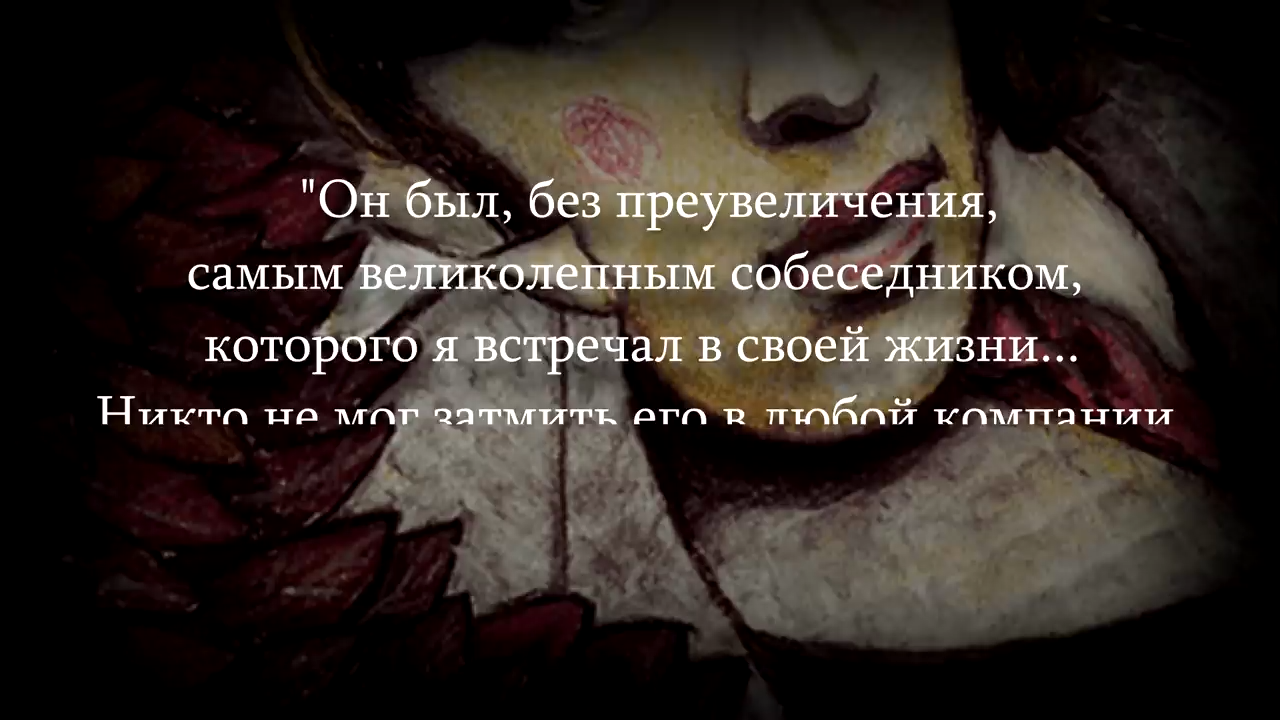 "Он был, без преувеличения,
самым великолепным собеседником,
которого я встречал в своей жизни...
Никто не мог затмить его в любой компании